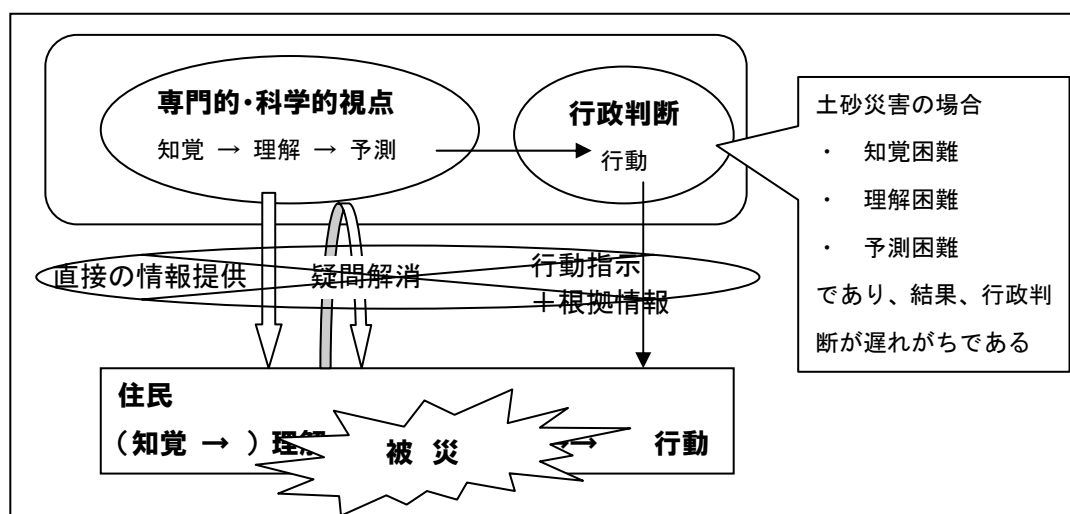 専門的・科学的視点
知覚 → 理解 → 予測
行政判断
行動
土砂災害の場合
・ 知覚困難
・ 理解困難
・ 予測困難
であり、結果、行政判
断が遅れがちである
直接の情報提供
疑問解消
行動指示
＋根拠情報
住民
（知覚 → ）理解 → 行動
被 災